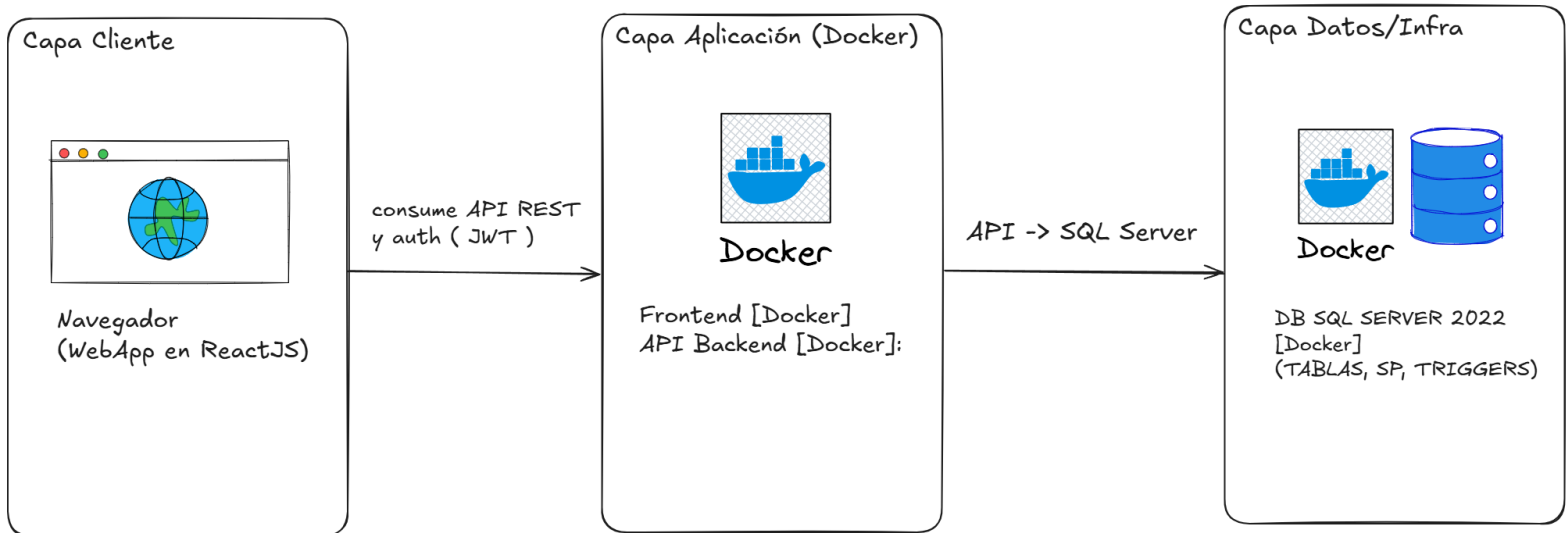 Capa Cliente
Navegador
(WebApp en ReactJS)
consume API REST
y auth ( JWT )
Capa Aplicación (Docker)
Docker
Frontend [Docker]
API Backend [Docker]:
API -> SQL Server
Capa Datos/Infra
Docker
DB SQL SERVER 2022
[Docker]
(TABLAS, SP, TRIGGERS)